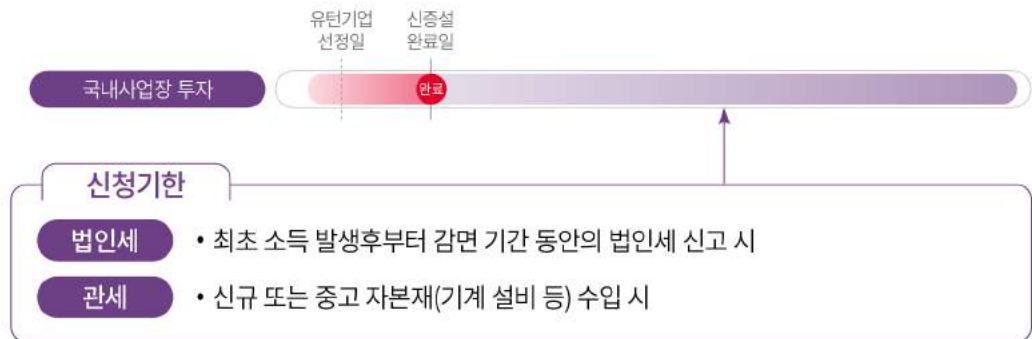 유턴기업 선정일
신증설 완료일
국내사업장 투자
완료
신청기한
법인세
• 최초 소득 발생후부터 감면 기간 동안의 법인세 신고 시
관세
• 신규 또는 중고 자본재(기계 설비 등) 수입 시